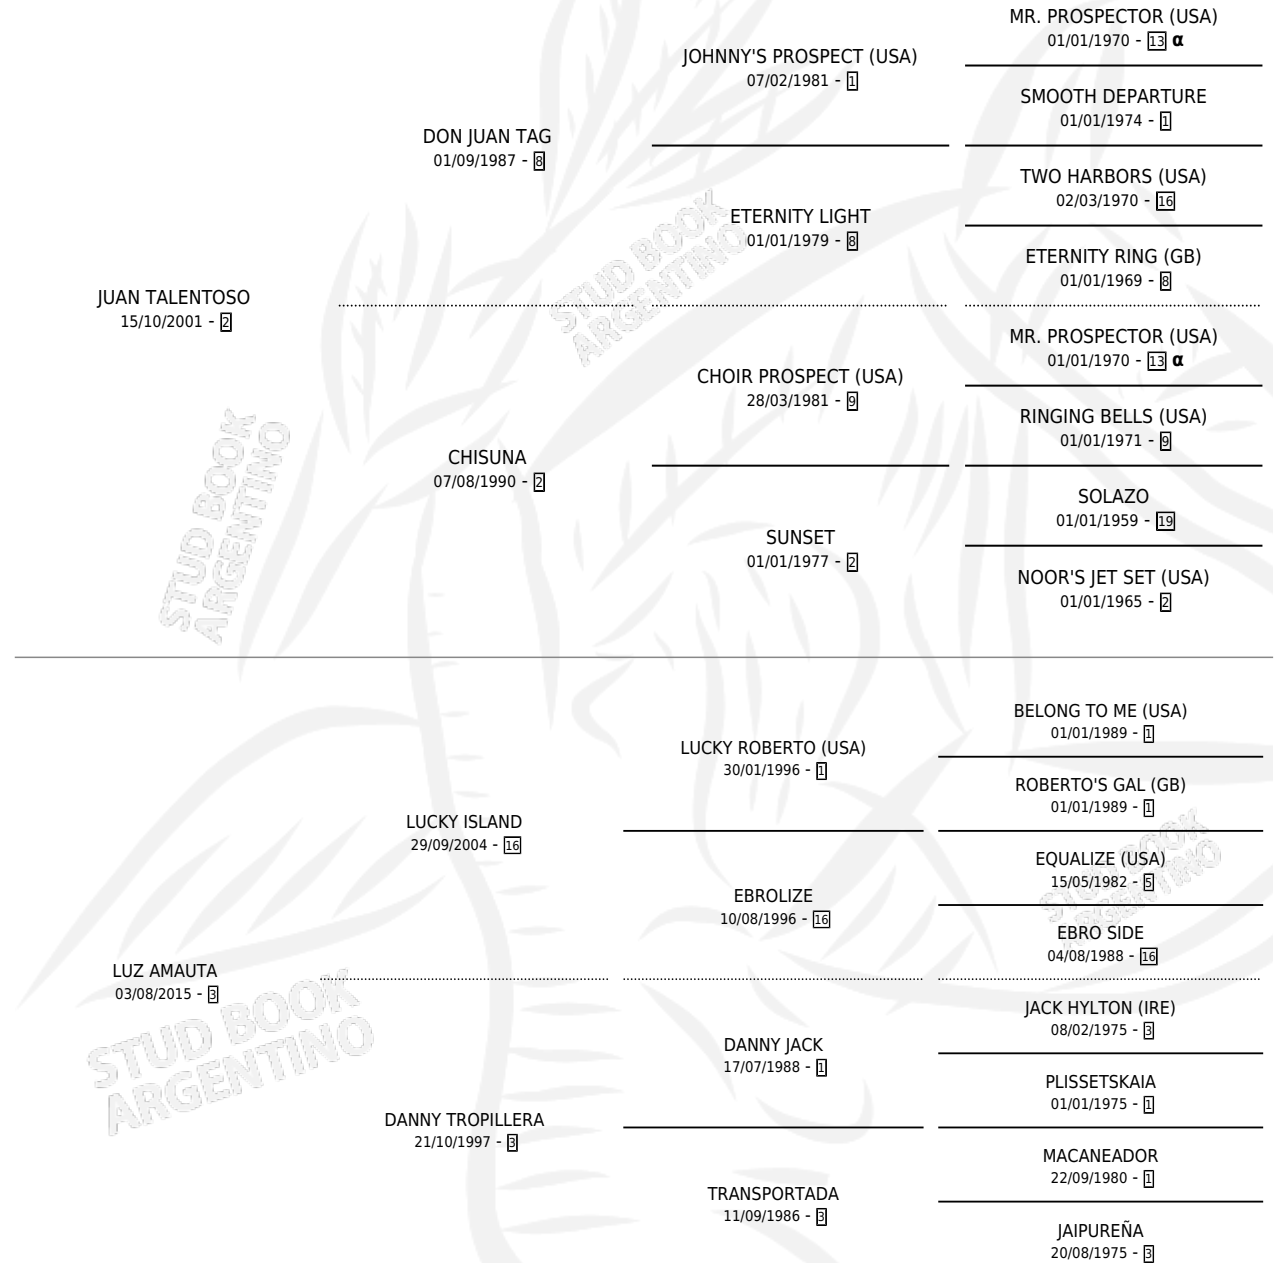 MR. PROSPECTOR (USA)
01/01/1970 - 13 α
JOHNNY'S PROSPECT (USA)
07/02/1981 - 1
SMOOTH DEPARTURE
01/01/1974 - 1
DON JUAN TAG
01/09/1987 - 8
TWO HARBORS (USA)
02/03/1970 - 16
ETERNITY LIGHT
01/01/1979 - 8
ETERNITY RING (GB)
01/01/1969 - 8
JUAN TALENTOSO
15/10/2001 - 2
MR. PROSPECTOR (USA)
01/01/1970 - 13 α
CHOIR PROSPECT (USA)
28/03/1981 - 9
RINGING BELLS (USA)
01/01/1971 - 9
CHISUNA
07/08/1990 - 2
SOLAZO
01/01/1959 - 19
SUNSET
01/01/1977 - 2
NOOR'S JET SET (USA)
01/01/1965 - 2
STUD BOOK
ARGENTINO
STUD BOOK
ARGENTINO
BELONG TO ME (USA)
01/01/1989 - 1
LUCKY ROBERTO (USA)
30/01/1996 - 1
ROBERTO'S GAL (GB)
01/01/1989 - 1
LUCKY ISLAND
29/09/2004 - 16
EQUALIZE (USA)
15/05/1982 - 5
EBROLIZE
10/08/1996 - 16
EBRO SIDE
04/08/1988 - 16
LUZ AMAUTA
03/08/2015 - 3
JACK HYLTON (IRE)
08/02/1975 - 3
DANNY JACK
17/07/1988 - 1
PLISSETSKAIA
01/01/1975 - 1
DANNY TROPILLERA
21/10/1997 - 3
MACANEADOR
22/09/1980 - 1
TRANSPORTADA
11/09/1986 - 3
JAIPUREÑA
20/08/1975 - 3
STUD BOOK
ARGENTINO
STUD BOOK
ARGENTINO